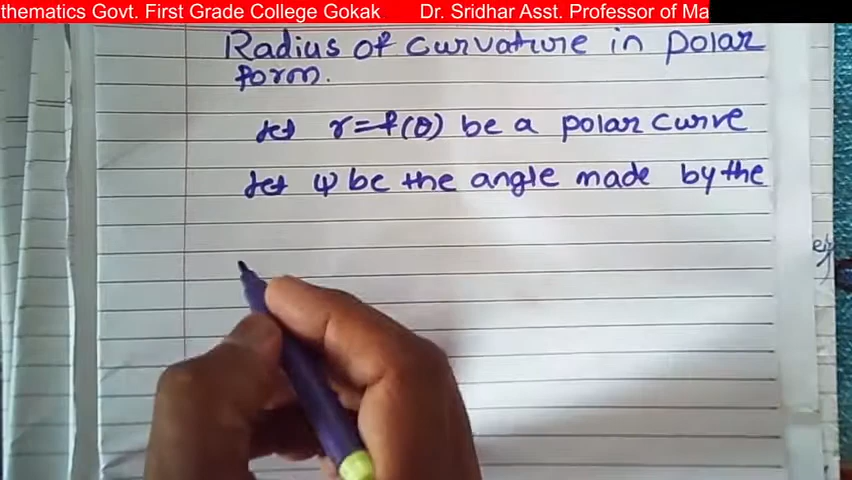 thematics Govt. First Grade College Gokak Dr. Sridhar Asst. Professor of Ma
Radius of curvature in polar
form.
Let r=f(θ) be a polar curve
Let ψ be the angle made by the